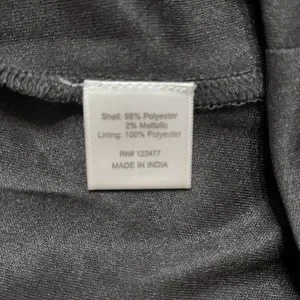 Shell: 98% Polyester
2% Metallic
Lining: 100% Polyester
RN# 123477
MADE IN INDIA